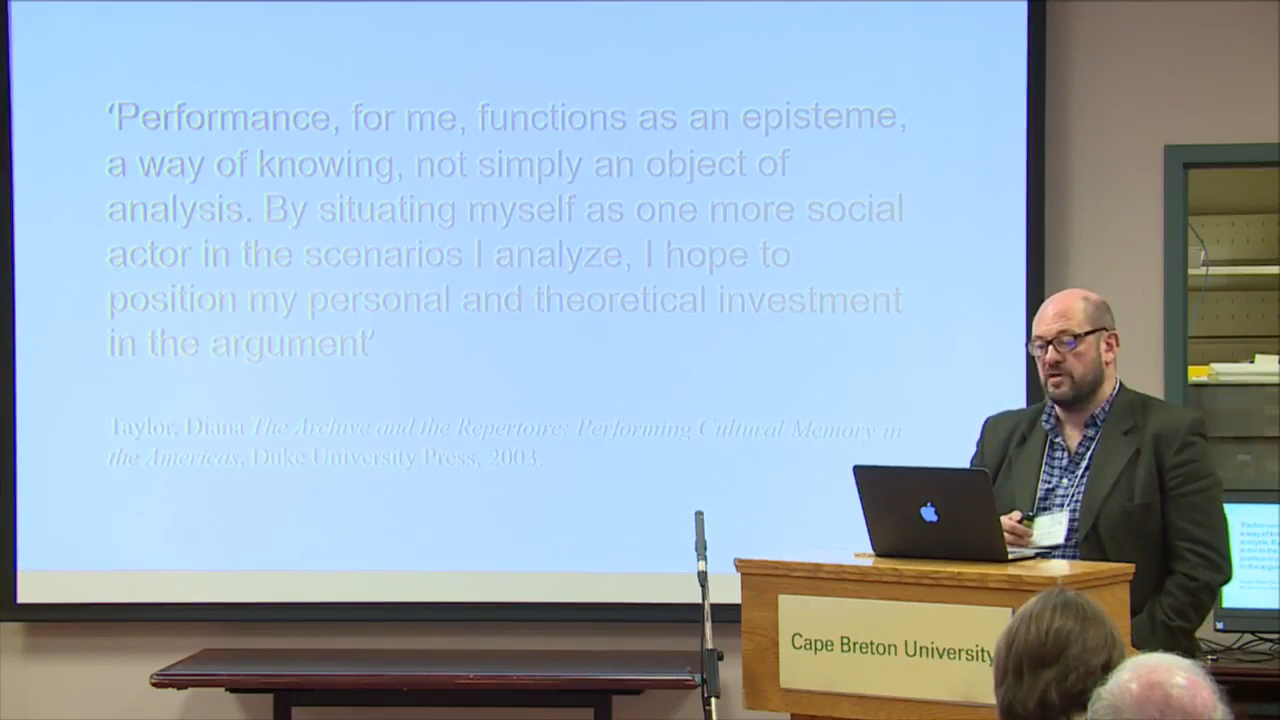 ‘Performance, for me, functions as an episteme,
a way of knowing, not simply an object of
analysis. By situating myself as one more social
actor in the scenarios I analyze, I hope to
position my personal and theoretical investment
in the argument’
Taylor, Diana The Archive and the Repertoire: Performing Cultural Memory in
the Americas, Duke University Press, 2003.
Cape Breton University